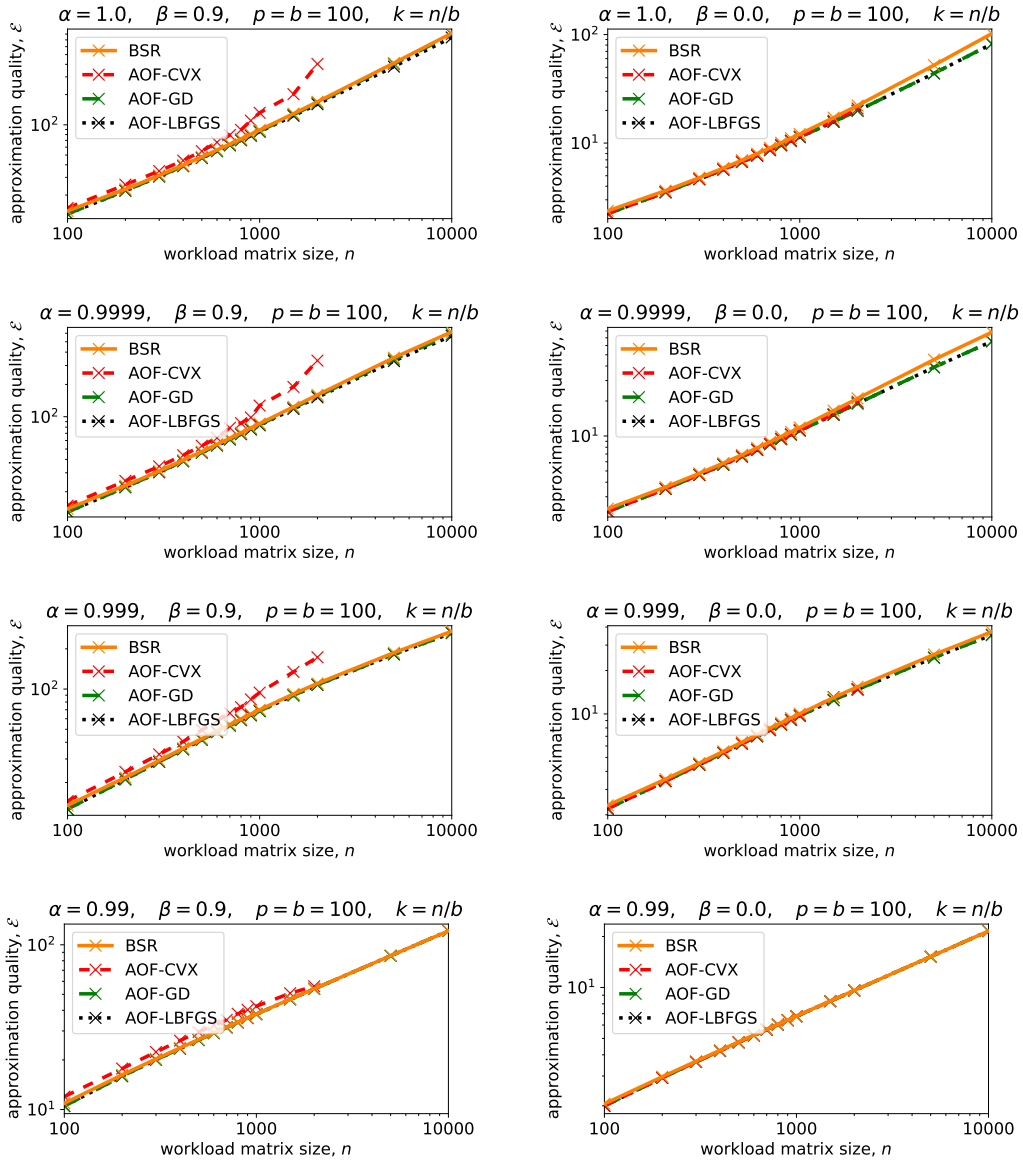 α = 1.0, β = 0.9, p = b = 100, k = n/b
approximation quality, ℰ
10²
BSR
AOF-CVX
AOF-GD
AOF-LBFGS
100 1000 10000
workload matrix size, n
α = 1.0, β = 0.0, p = b = 100, k = n/b
approximation quality, ℰ
10²
10¹
BSR
AOF-CVX
AOF-GD
AOF-LBFGS
100 1000 10000
workload matrix size, n
α = 0.9999, β = 0.9, p = b = 100, k = n/b
approximation quality, ℰ
10²
BSR
AOF-CVX
AOF-GD
AOF-LBFGS
100 1000 10000
workload matrix size, n
α = 0.9999, β = 0.0, p = b = 100, k = n/b
approximation quality, ℰ
10¹
BSR
AOF-CVX
AOF-GD
AOF-LBFGS
100 1000 10000
workload matrix size, n
α = 0.999, β = 0.9, p = b = 100, k = n/b
approximation quality, ℰ
10²
BSR
AOF-CVX
AOF-GD
AOF-LBFGS
100 1000 10000
workload matrix size, n
α = 0.999, β = 0.0, p = b = 100, k = n/b
approximation quality, ℰ
10¹
BSR
AOF-CVX
AOF-GD
AOF-LBFGS
100 1000 10000
workload matrix size, n
α = 0.99, β = 0.9, p = b = 100, k = n/b
approximation quality, ℰ
10²
10¹
BSR
AOF-CVX
AOF-GD
AOF-LBFGS
100 1000 10000
workload matrix size, n
α = 0.99, β = 0.0, p = b = 100, k = n/b
approximation quality, ℰ
10¹
BSR
AOF-CVX
AOF-GD
AOF-LBFGS
100 1000 10000
workload matrix size, n